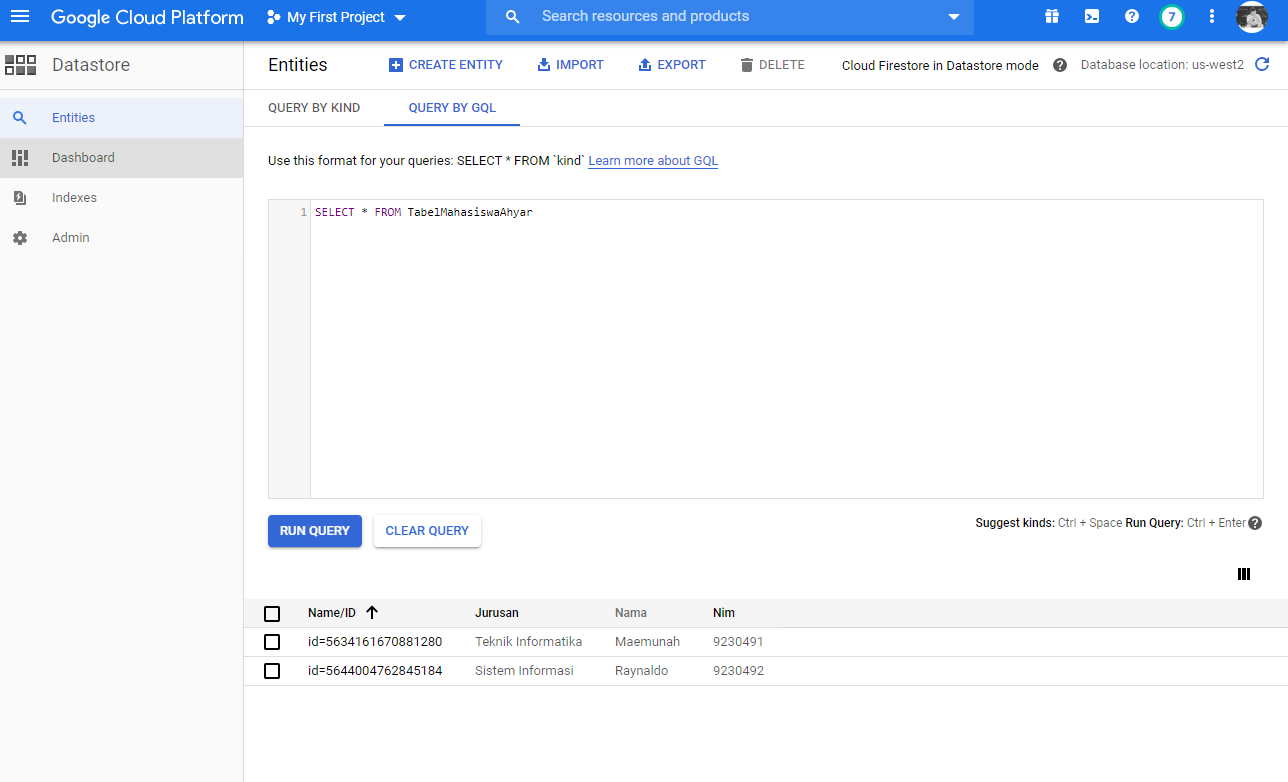 Google Cloud Platform My First Project Search resources and products 7
Datastore
Entities CREATE ENTITY IMPORT EXPORT DELETE Cloud Firestore in Datastore mode Database location: us-west2
Entities
Dashboard
Indexes
Admin
QUERY BY KIND QUERY BY GQL
Use this format for your queries: SELECT * FROM `kind` Learn more about GQL
1 SELECT * FROM TabelMahasiswaAhyar
RUN QUERY CLEAR QUERY Suggest kinds: Ctrl + Space Run Query: Ctrl + Enter
Name/ID Jurusan Nama Nim
id=5634161670881280 Teknik Informatika Maemunah 9230491
id=5644004762845184 Sistem Informasi Raynaldo 9230492